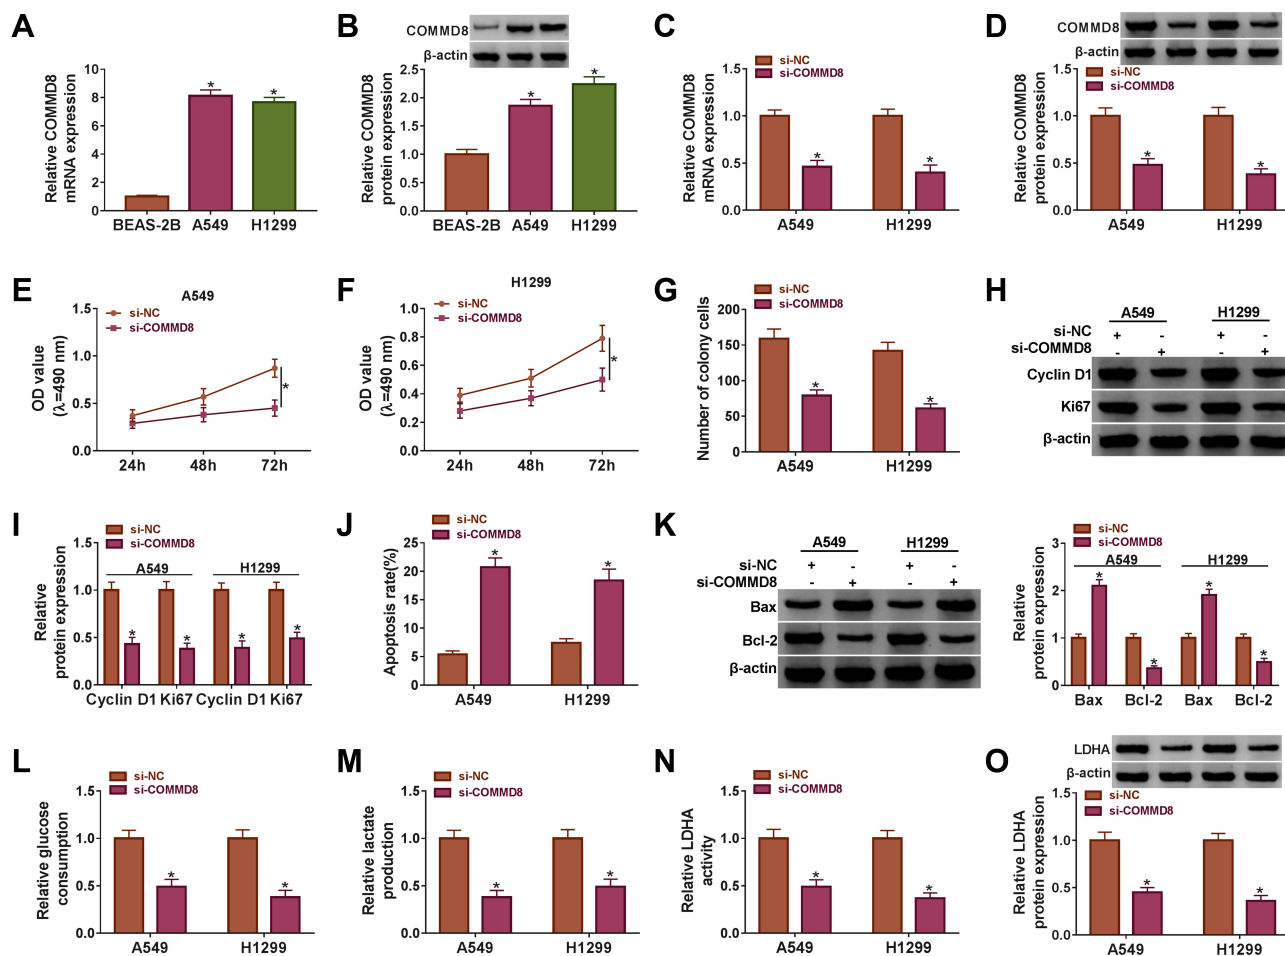 A
Relative COMMD8
mRNA expression
10
8
6
4
2
0
*
*
BEAS-2B A549 H1299
B
COMMD8
β-actin
Relative COMMD8
protein expression
2.5
2.0
1.5
1.0
0.5
0.0
*
*
BEAS-2B A549 H1299
C
si-NC
si-COMMD8
Relative COMMD8
mRNA expression
1.5
1.0
0.5
0.0
*
*
A549 H1299
D
COMMD8
β-actin
si-NC
si-COMMD8
Relative COMMD8
protein expression
1.5
1.0
0.5
0.0
*
*
A549 H1299
E
A549
si-NC
si-COMMD8
OD value
(λ=490 nm)
1.5
1.0
0.5
0.0
*
24h 48h 72h
F
H1299
si-NC
si-COMMD8
OD value
(λ=490 nm)
1.0
0.8
0.6
0.4
0.2
0.0
*
24h 48h 72h
G
si-NC
si-COMMD8
Number of colony cells
200
150
100
50
0
*
*
A549 H1299
H
A549 H1299
si-NC + - + -
si-COMMD8 - + - +
Cyclin D1
Ki67
β-actin
I
si-NC
si-COMMD8
Relative
protein expression
1.5
1.0
0.5
0.0
A549 H1299
*
*
*
*
Cyclin D1 Ki67 Cyclin D1 Ki67
J
si-NC
si-COMMD8
Apoptosis rate(%)
25
20
15
10
5
0
*
*
A549 H1299
K
A549 H1299
si-NC + - + -
si-COMMD8 - + - +
Bax
Bcl-2
β-actin
si-NC
si-COMMD8
Relative
protein expression
3
2
1
0
A549 H1299
*
*
*
*
Bax Bcl-2 Bax Bcl-2
L
si-NC
si-COMMD8
Relative glucose
consumption
1.5
1.0
0.5
0.0
*
*
A549 H1299
M
si-NC
si-COMMD8
Relative lactate
production
1.5
1.0
0.5
0.0
*
*
A549 H1299
N
si-NC
si-COMMD8
Relative LDHA
activity
1.5
1.0
0.5
0.0
*
*
A549 H1299
O
LDHA
β-actin
si-NC
si-COMMD8
Relative LDHA
protein expression
1.5
1.0
0.5
0.0
*
*
A549 H1299